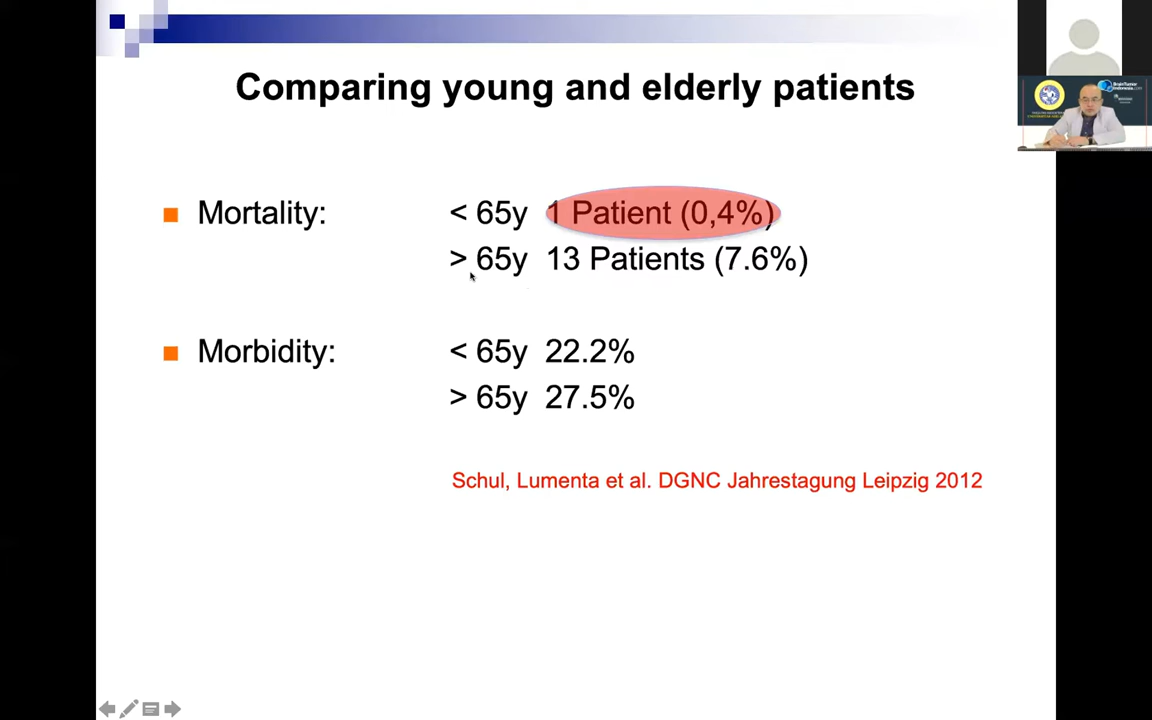 Comparing young and elderly patients
Mortality: < 65y 1 Patient (0,4%)
> 65y 13 Patients (7.6%)
Morbidity: < 65y 22.2%
> 65y 27.5%
Schul, Lumenta et al. DGNC Jahrestagung Leipzig 2012